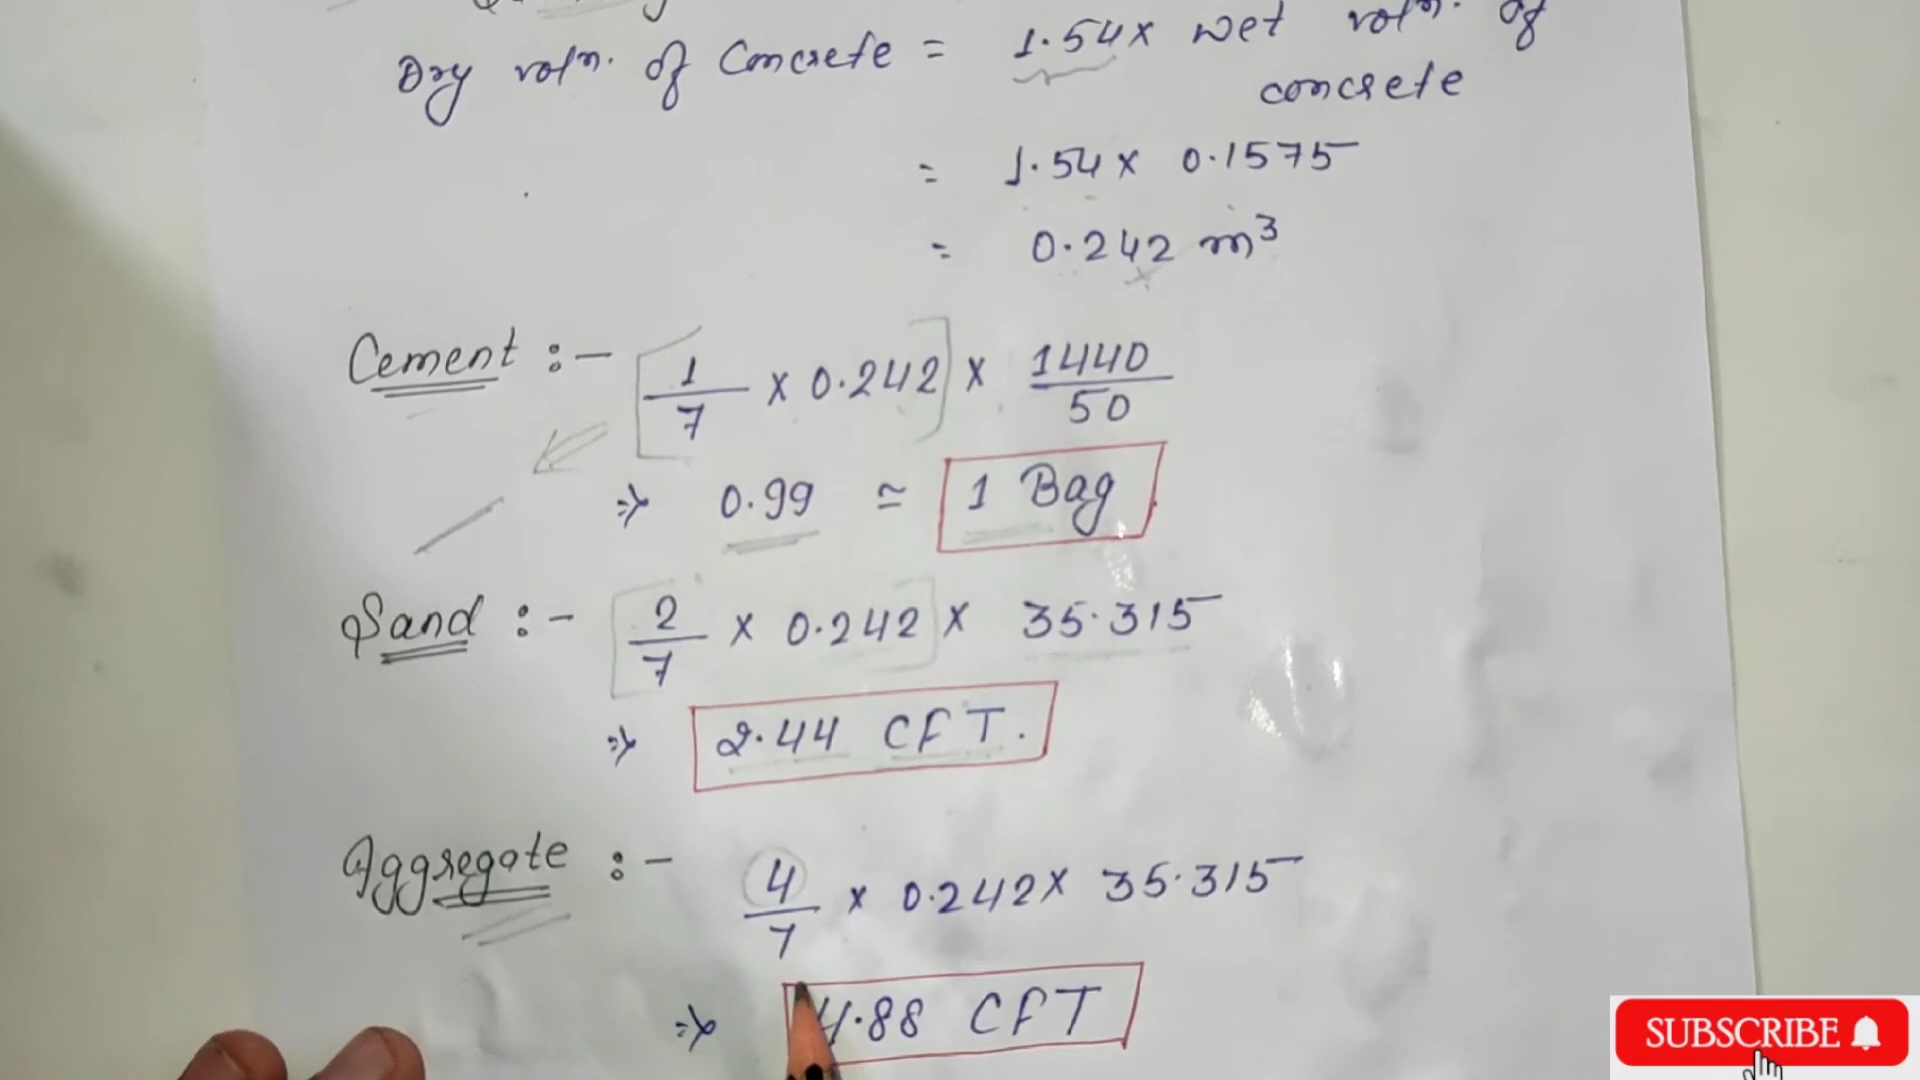 Dry voln. of Concrete = 1.54 x wet voln. of
concrete
= 1.54 x 0.1575
= 0.242 m³
Cement :- [1/7 x 0.242] x 1440/50
=> 0.99 ≃ 1 Bag
Sand :- [2/7 x 0.242] x 35.315
=> 2.44 CFT.
Aggregate :- 4/7 x 0.242 x 35.315
=> 4.88 CFT
SUBSCRIBE